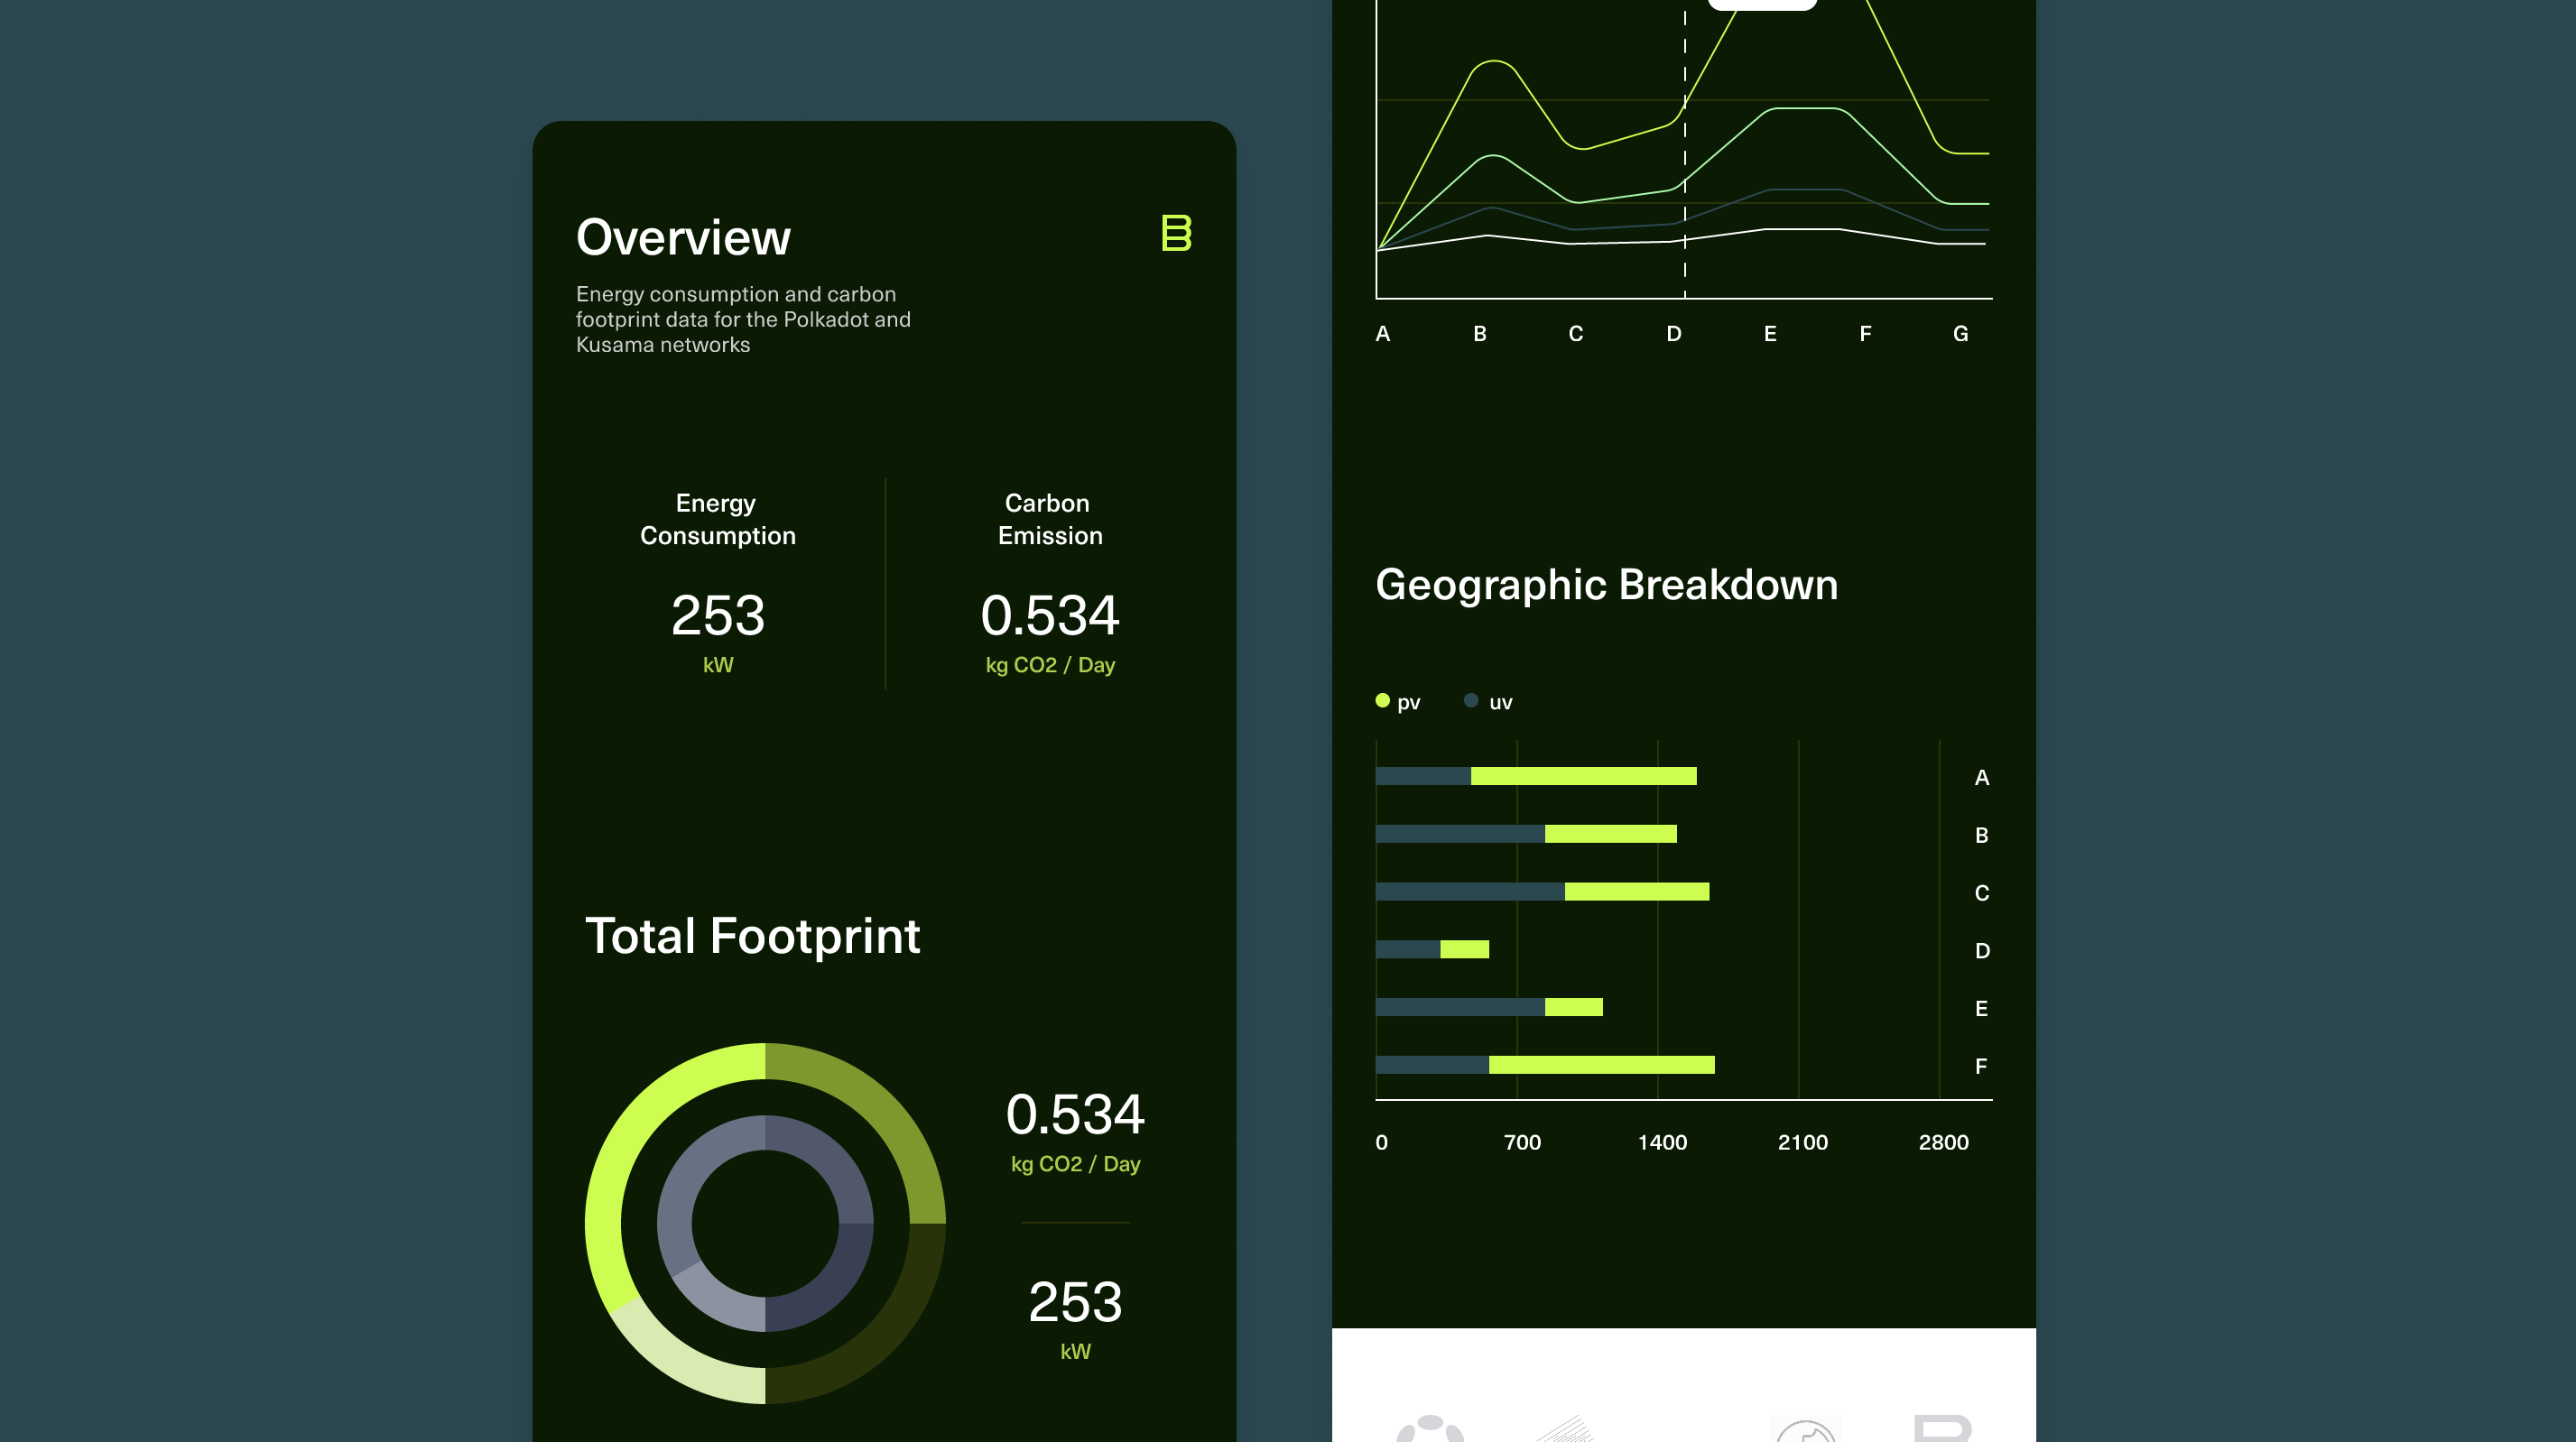 Overview
Energy consumption and carbon
footprint data for the Polkadot and
Kusama networks
Energy
Consumption
253
kW
Carbon
Emission
0.534
kg CO2 / Day
Total Footprint
0.534
kg CO2 / Day
253
kW
A B C D E F G
Geographic Breakdown
pv uv
A
B
C
D
E
F
0 700 1400 2100 2800